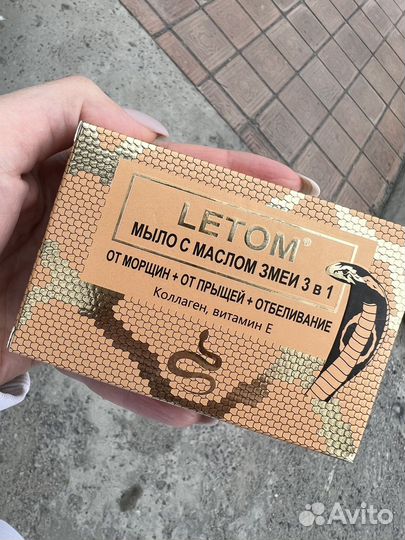 LETOM®
МЫЛО С МАСЛОМ ЗМЕИ 3 в 1
ОТ МОРЩИН + ОТ ПРЫЩЕЙ + ОТБЕЛИВАНИЕ
Коллаген, витамин Е
Avito